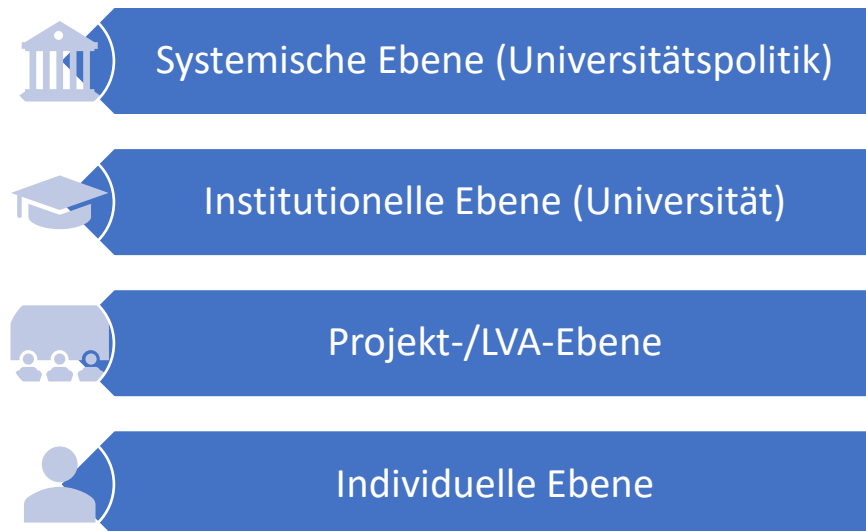 Systemische Ebene (Universitätspolitik)
Institutionelle Ebene (Universität)
Projekt-/LVA-Ebene
Individuelle Ebene